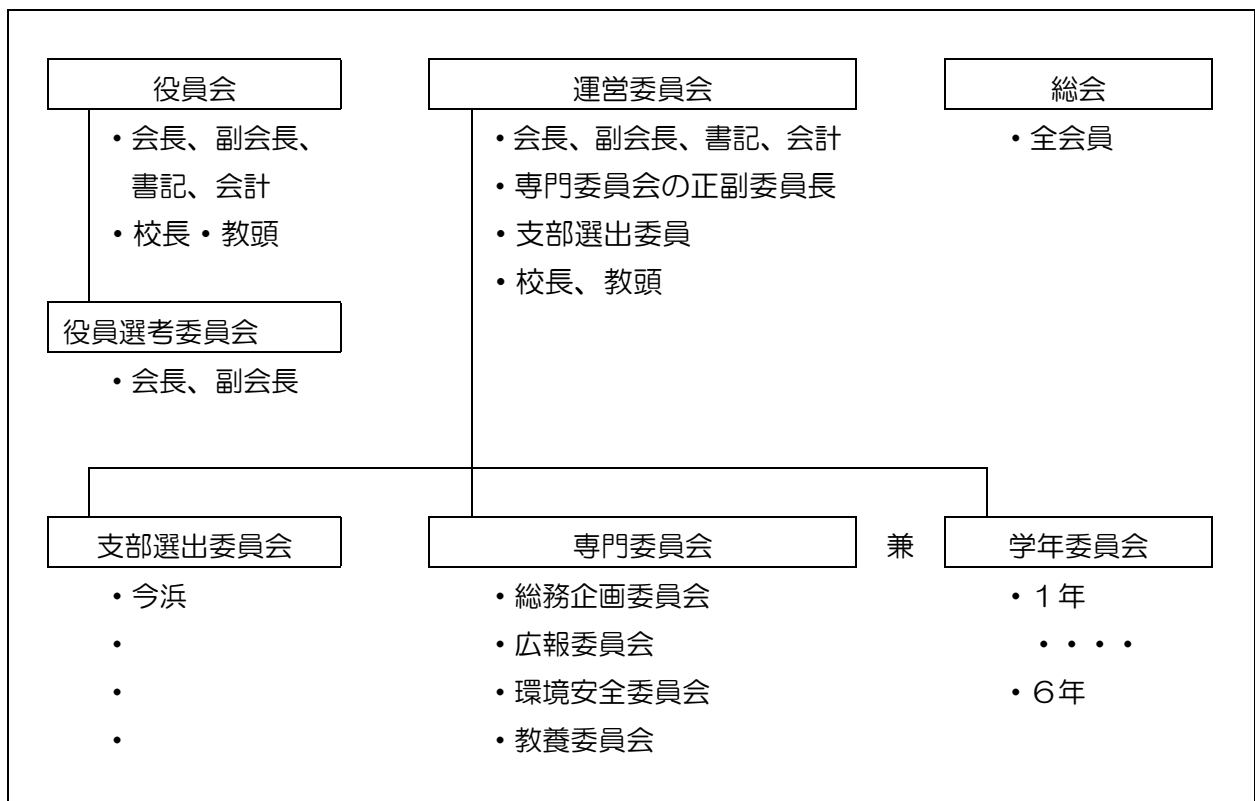 役員会
・会長、副会長、
書記、会計
・校長・教頭
役員選考委員会
・会長、副会長
運営委員会
・会長、副会長、書記、会計
・専門委員会の正副委員長
・支部選出委員
・校長、教頭
総会
・全会員
支部選出委員会
・今浜
・
・
・
専門委員会
・総務企画委員会
・広報委員会
・環境安全委員会
・教養委員会
兼
学年委員会
・１年
・・・・
・６年